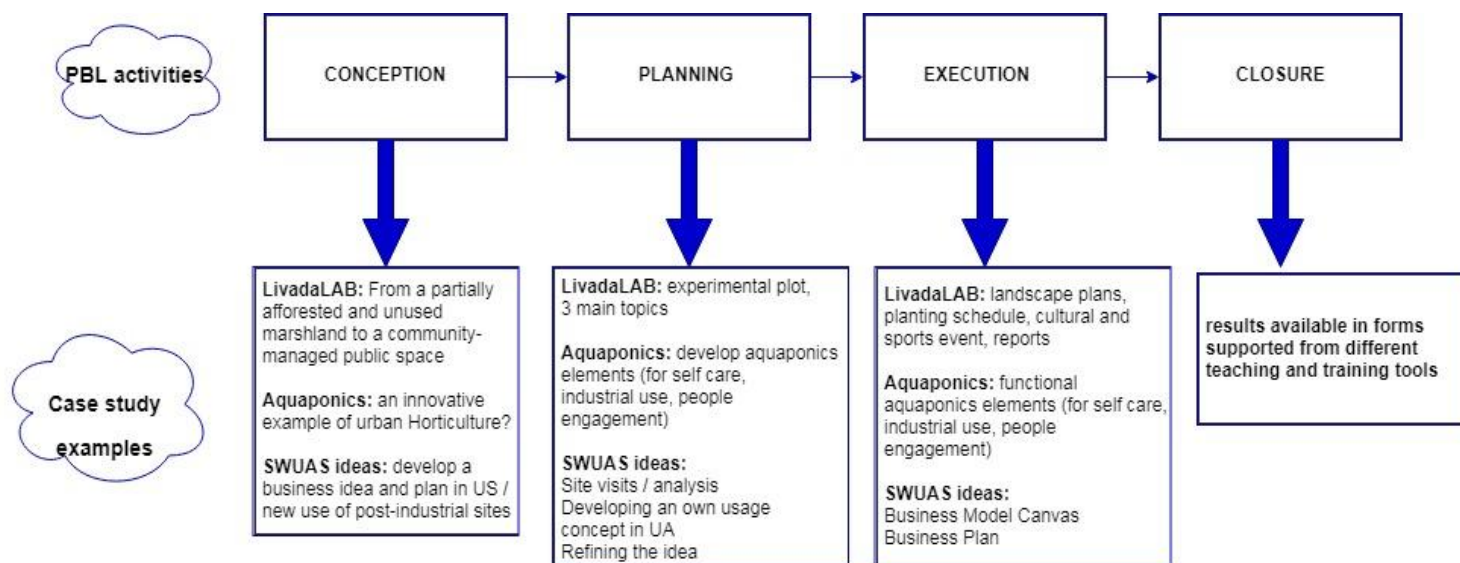 PBL activities
CONCEPTION
PLANNING
EXECUTION
CLOSURE
Case study
examples
LivadaLAB: From a partially
afforested and unused
marshland to a community-
managed public space
Aquaponics: an innovative
example of urban Horticulture?
SWUAS ideas: develop a
business idea and plan in US /
new use of post-industrial sites
LivadaLAB: experimental plot,
3 main topics
Aquaponics: develop aquaponics
elements (for self care,
industrial use, people
engagement)
SWUAS ideas:
Site visits / analysis
Developing an own usage
concept in UA
Refining the idea
LivadaLAB: landscape plans,
planting schedule, cultural and
sports event, reports
Aquaponics: functional
aquaponics elements (for self care,
industrial use, people
engagement)
SWUAS ideas:
Business Model Canvas
Business Plan
results available in forms
supported from different
teaching and training tools